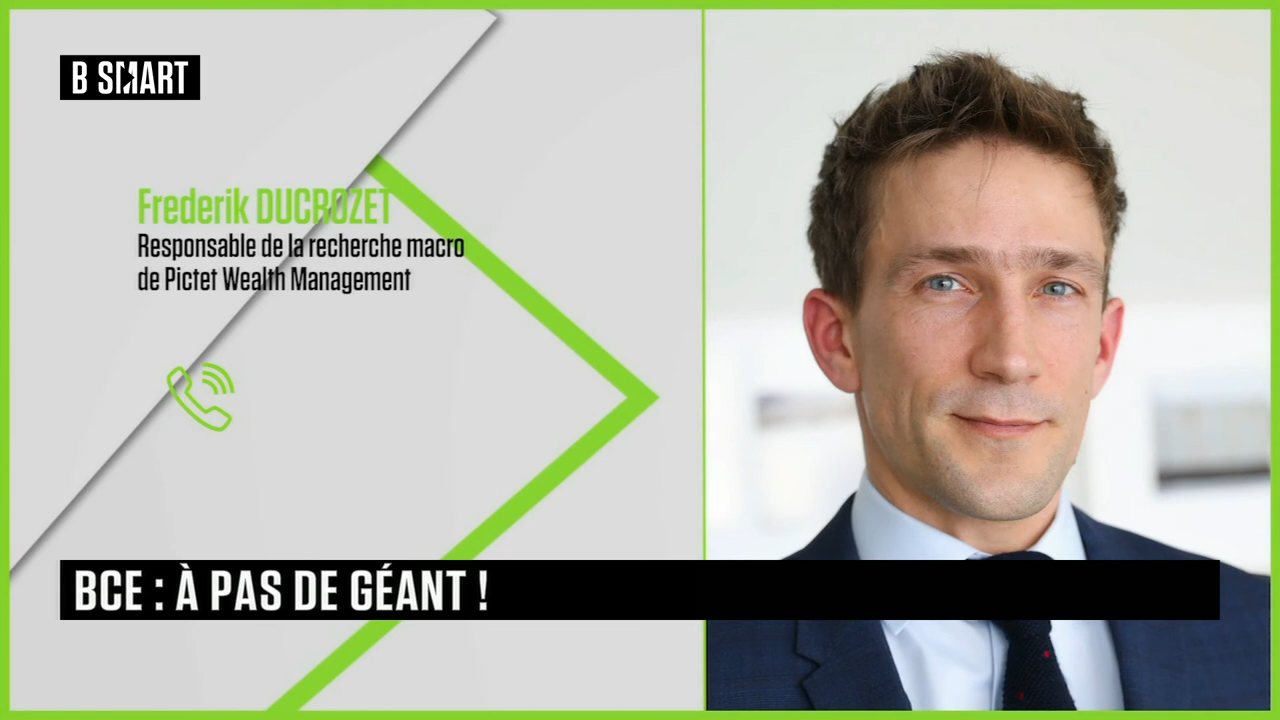 B SMART
Frederik DUCROZET
Responsable de la recherche macro
de Pictet Wealth Management
BCE : À PAS DE GÉANT !